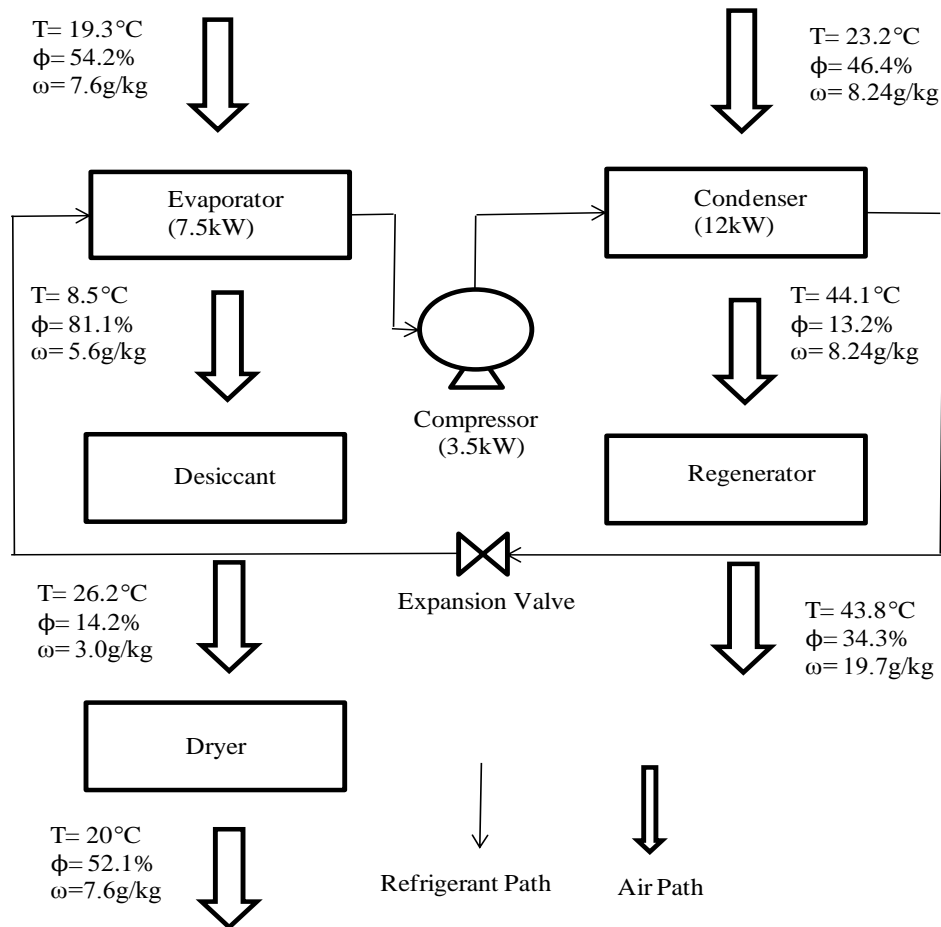 T= 19.3°C
ϕ= 54.2%
ω= 7.6g/kg
T= 23.2°C
ϕ= 46.4%
ω= 8.24g/kg
Evaporator
(7.5kW)
Condenser
(12kW)
T= 8.5°C
ϕ= 81.1%
ω= 5.6g/kg
T= 44.1°C
ϕ= 13.2%
ω= 8.24g/kg
Compressor
(3.5kW)
Desiccant
Regenerator
T= 26.2°C
ϕ= 14.2%
ω= 3.0g/kg
Expansion Valve
T= 43.8°C
ϕ= 34.3%
ω= 19.7g/kg
Dryer
T= 20°C
ϕ= 52.1%
ω=7.6g/kg
Refrigerant Path
Air Path